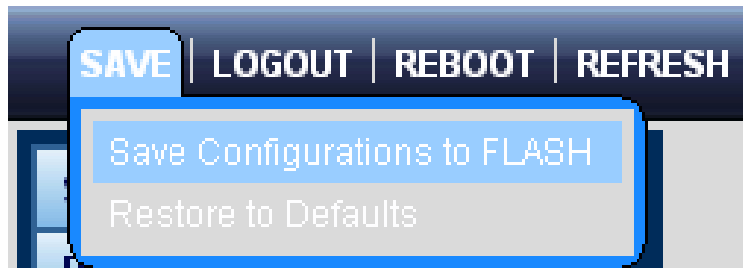 SAVE LOGOUT REBOOT REFRESH
Save Configurations to FLASH
Restore to Defaults